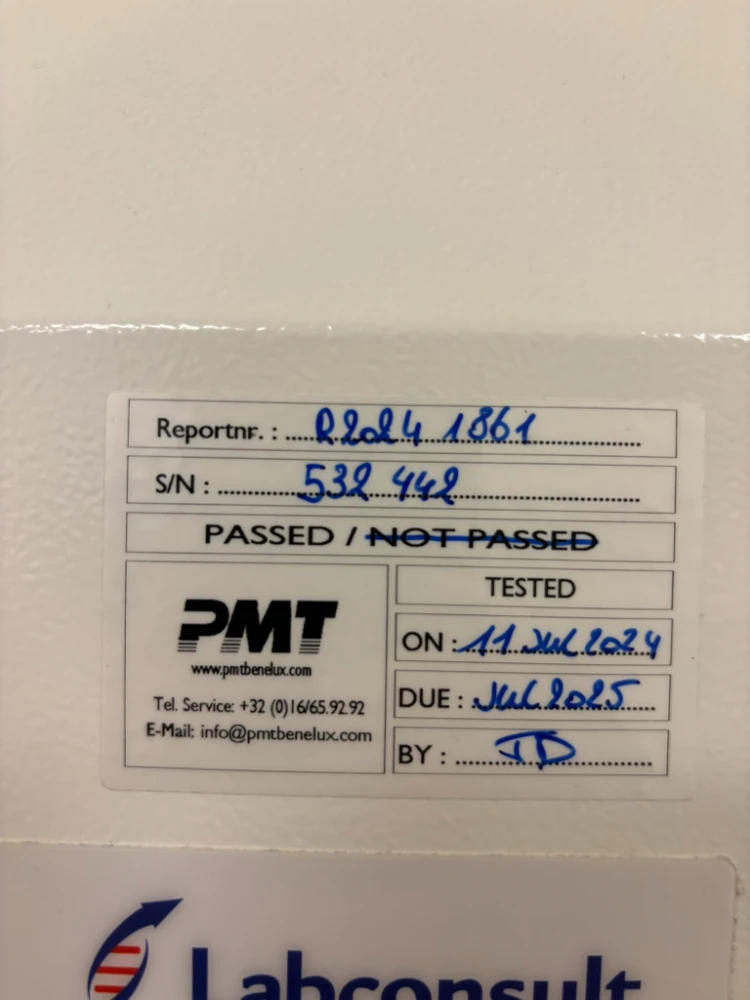 Reportnr. : R2024 1861
S/N : 532 442
PASSED / NOT PASSED
PMT
www.pmtbenelux.com
Tel. Service: +32 (0)16/65.92.92
E-Mail: info@pmtbenelux.com
TESTED
ON : 11 JUL 2024
DUE : JUL 2025
BY : JD
Labconsult